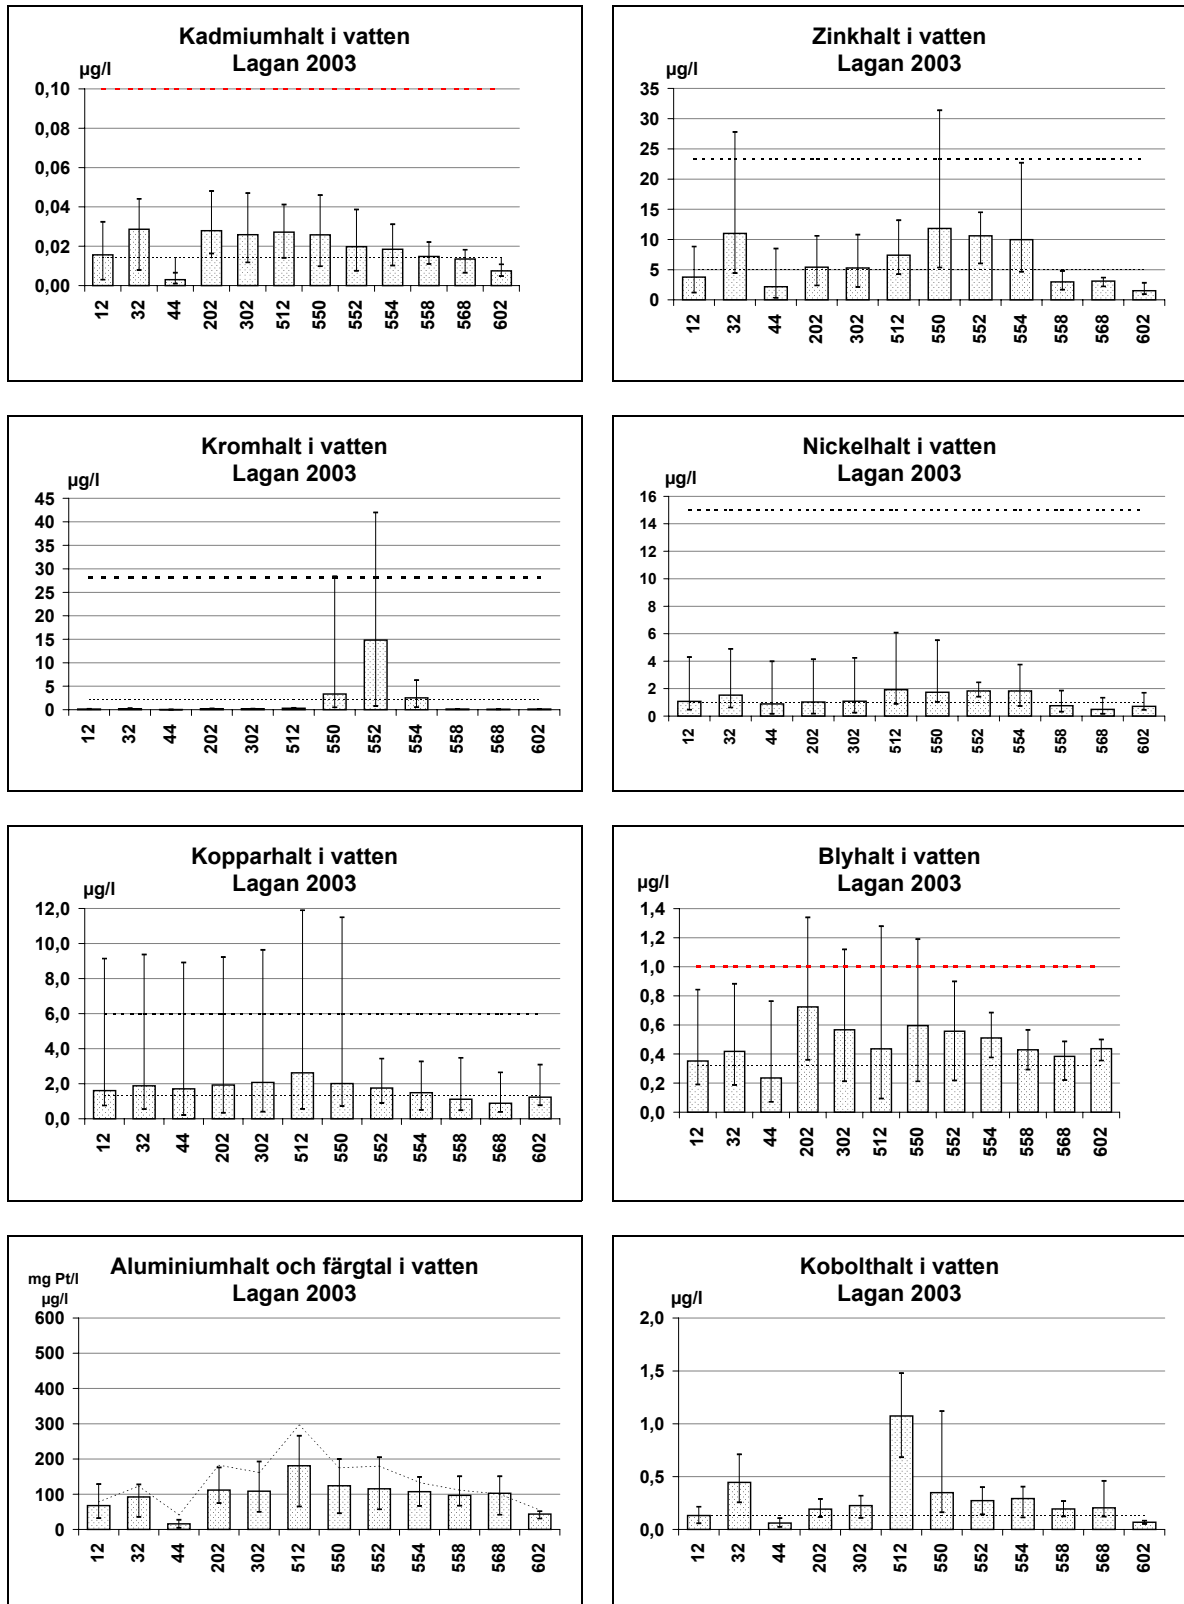 Kadmiumhalt i vatten
Lagan 2003
µg/l
0,10
0,08
0,06
0,04
0,02
0,00
12 32 44 202 302 512 550 552 554 558 568 602
Zinkhalt i vatten
Lagan 2003
µg/l
35
30
25
20
15
10
5
0
12 32 44 202 302 512 550 552 554 558 568 602
Kromhalt i vatten
Lagan 2003
µg/l
45
40
35
30
25
20
15
10
5
0
12 32 44 202 302 512 550 552 554 558 568 602
Nickelhalt i vatten
Lagan 2003
µg/l
16
14
12
10
8
6
4
2
0
12 32 44 202 302 512 550 552 554 558 568 602
Kopparhalt i vatten
Lagan 2003
µg/l
12,0
10,0
8,0
6,0
4,0
2,0
0,0
12 32 44 202 302 512 550 552 554 558 568 602
Blyhalt i vatten
Lagan 2003
µg/l
1,4
1,2
1,0
0,8
0,6
0,4
0,2
0,0
12 32 44 202 302 512 550 552 554 558 568 602
Aluminiumhalt och färgtal i vatten
Lagan 2003
mg Pt/l
µg/l
600
500
400
300
200
100
0
12 32 44 202 302 512 550 552 554 558 568 602
Kobolthalt i vatten
Lagan 2003
µg/l
2,0
1,5
1,0
0,5
0,0
12 32 44 202 302 512 550 552 554 558 568 602